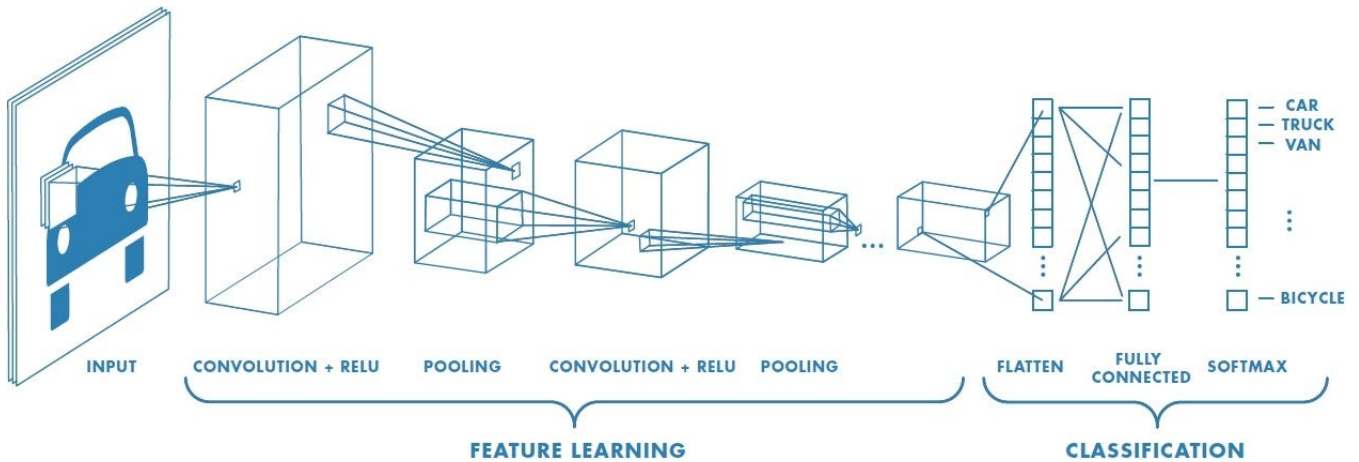 CAR
TRUCK
VAN
BICYCLE
INPUT
CONVOLUTION + RELU
POOLING
CONVOLUTION + RELU
POOLING
FLATTEN
FULLY
CONNECTED
SOFTMAX
FEATURE LEARNING
CLASSIFICATION